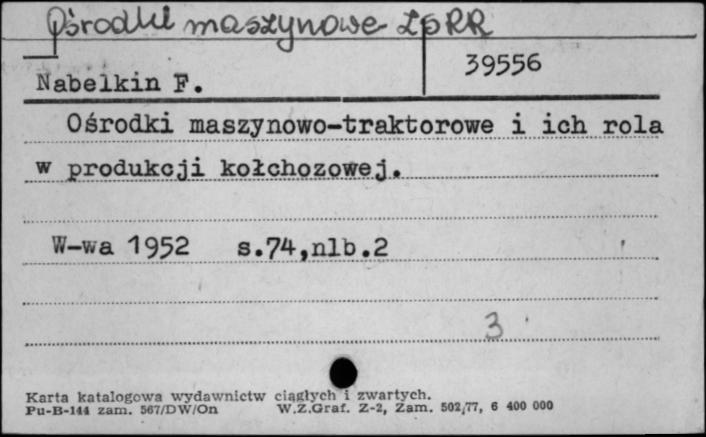 Ośrodki maszynowe ZSRR
39556
Nabelkin F.
Ośrodki maszynowo-traktorowe i ich rola
w produkcji kołchozowej.
W-wa 1952 s.74,nlb.2
3
Karta katalogowa wydawnictw ciągłych i zwartych.
Pu-B-144 zam. 567/DW/On W.Z.Graf. Z-2, Zam. 502/77, 6 400 000